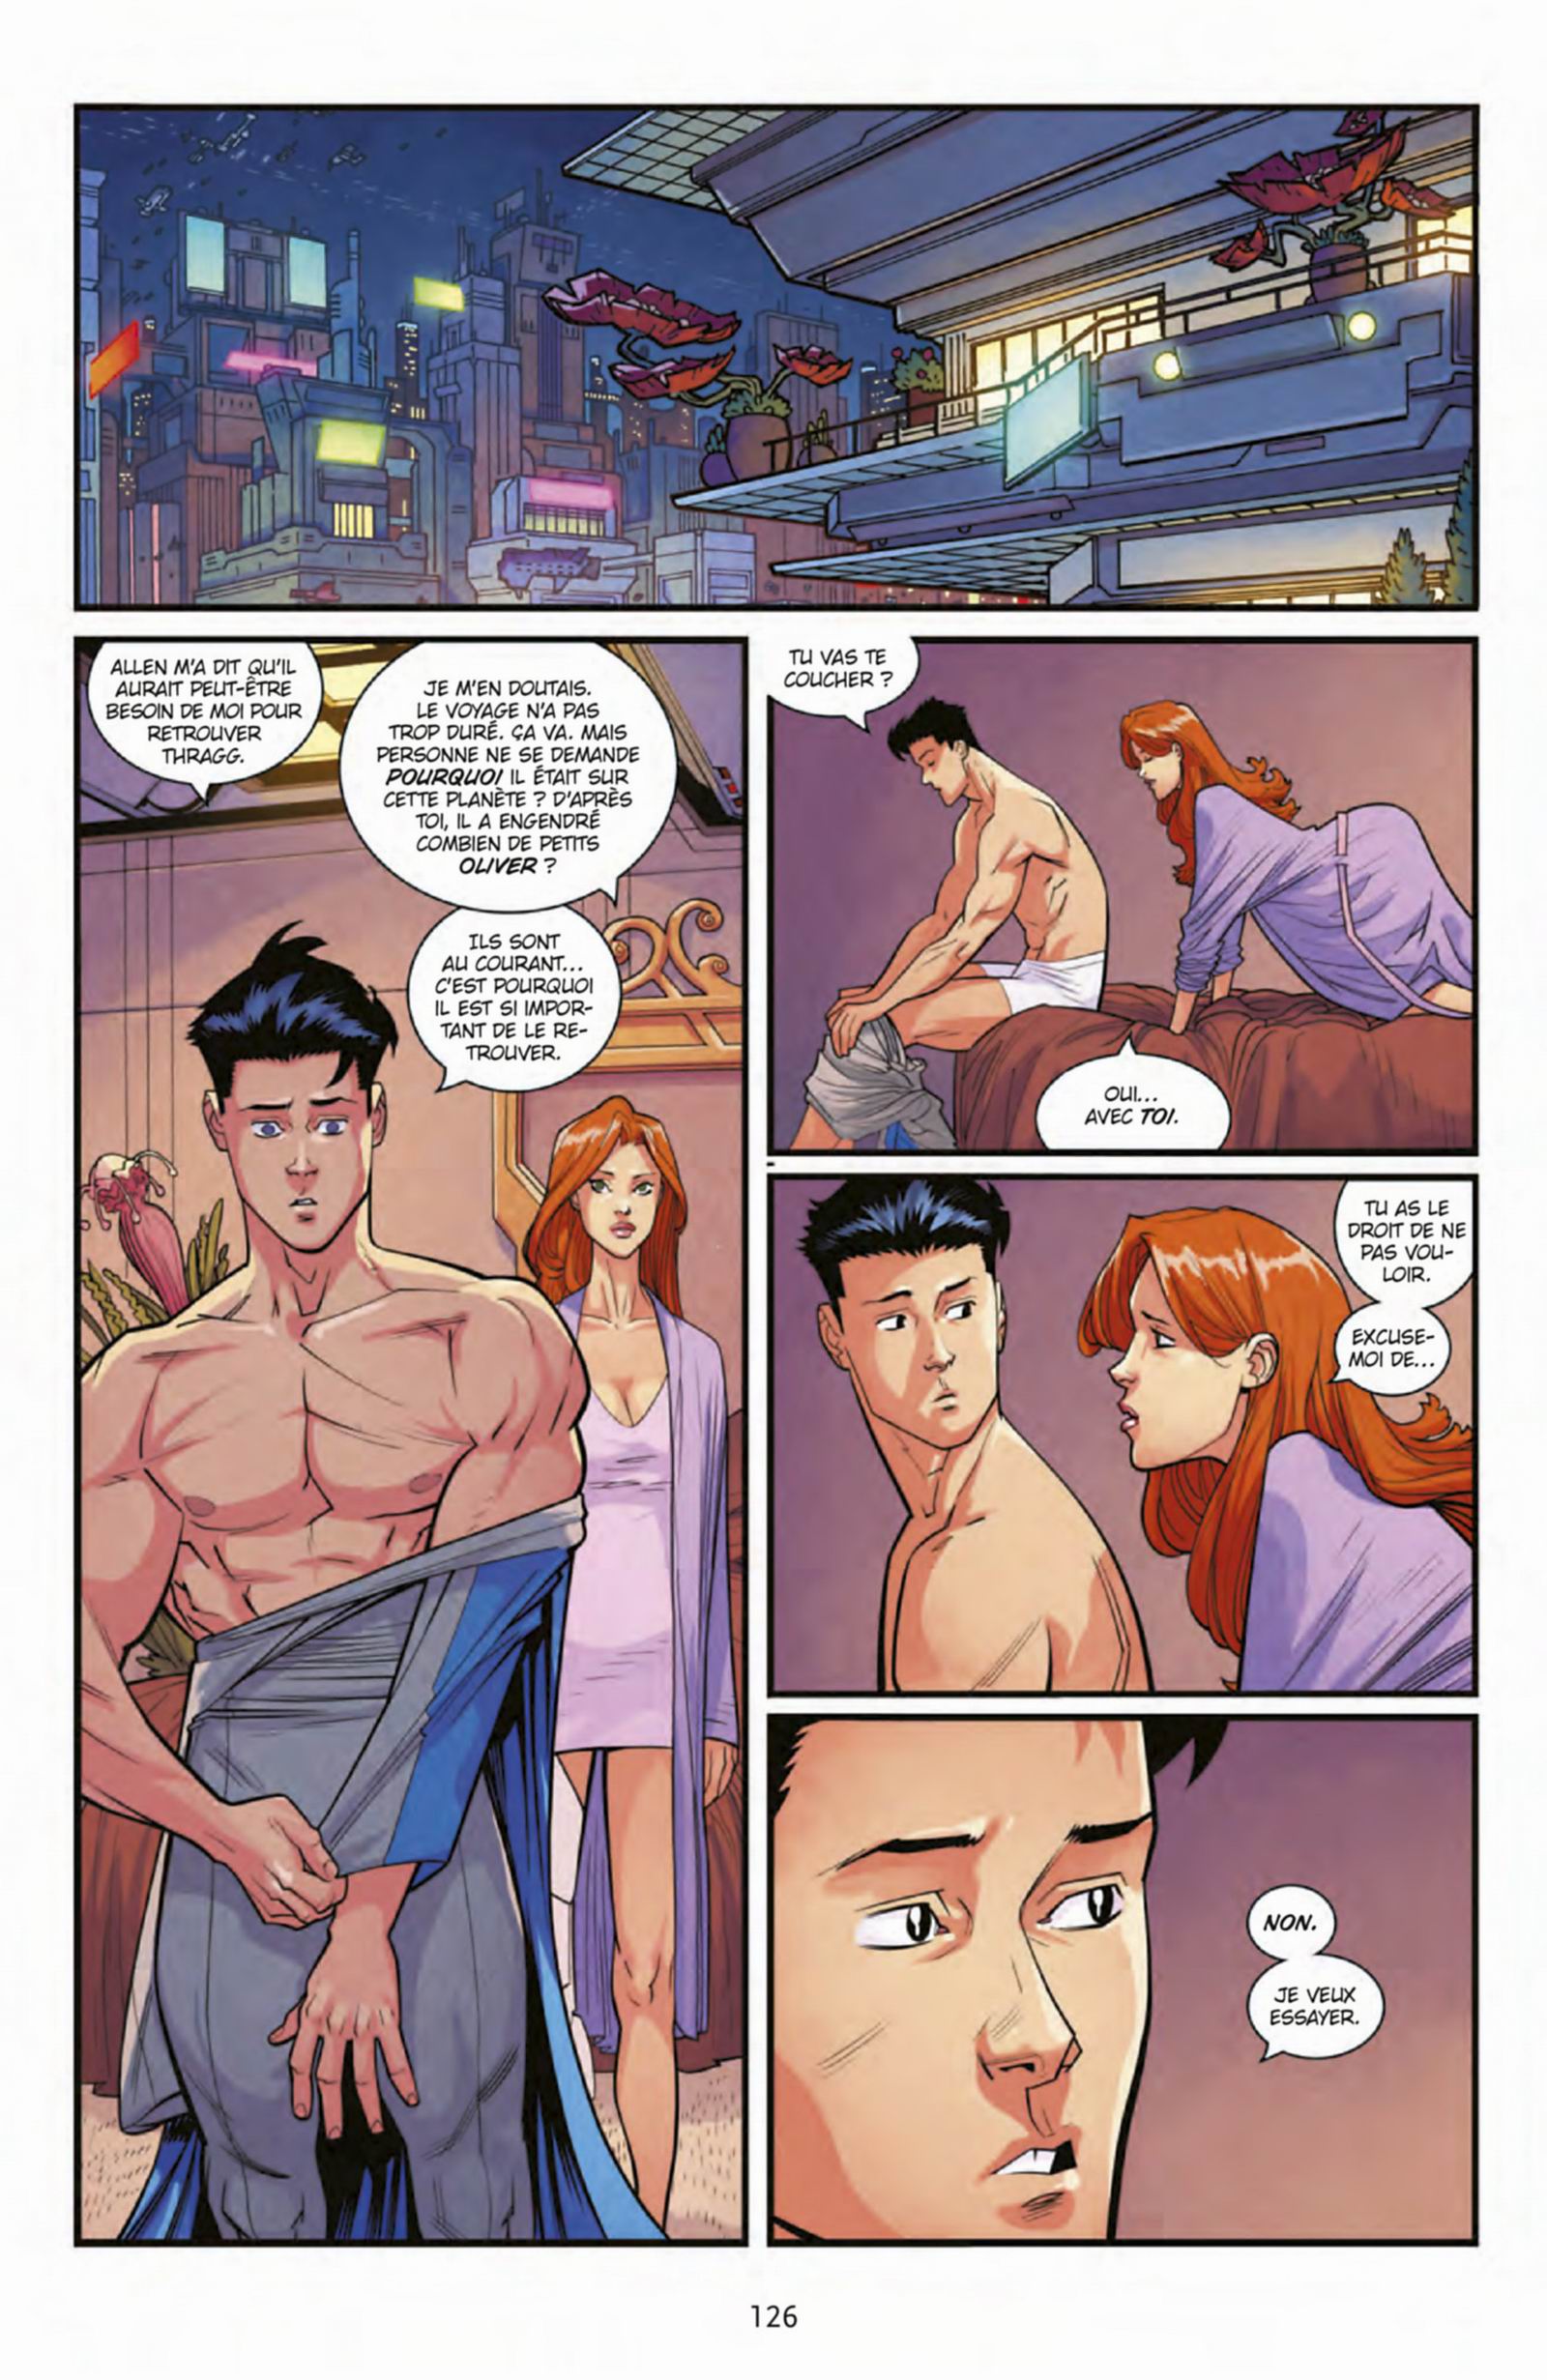 ALLEN M'A DIT QU'IL
AURAIT PEUT-ÊTRE
BESOIN DE MOI POUR
RETROUVER
THRAGG.
JE M'EN DOUTAIS.
LE VOYAGE N'A PAS
TROP DURÉ. ÇA VA. MAIS
PERSONNE NE SE DEMANDE
POURQUOI IL ÉTAIT SUR
CETTE PLANÈTE ? D'APRÈS
TOI, IL A ENGENDRÉ
COMBIEN DE PETITS
OLIVER ?
ILS SONT
AU COURANT...
C'EST POURQUOI
IL EST SI IMPOR-
TANT DE LE RE-
TROUVER.
TU VAS TE
COUCHER ?
OUI...
AVEC TOI.
TU AS LE
DROIT DE NE
PAS VOU-
LOIR.
EXCUSE-
MOI DE...
NON.
JE VEUX
ESSAYER.
126